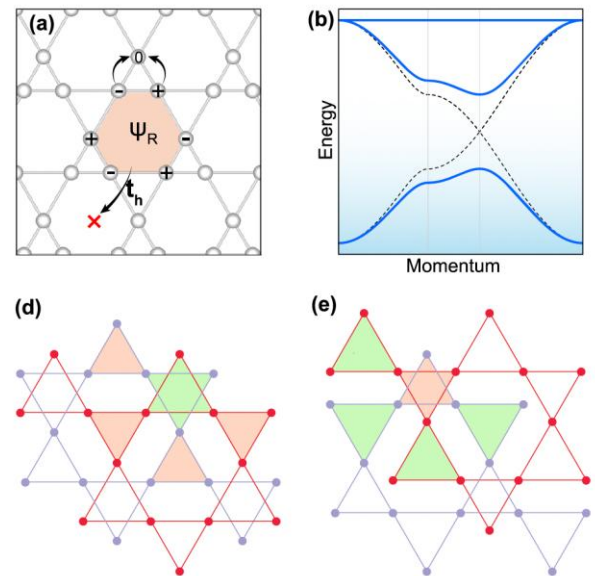 (a)
0
- +
+ Ψ_R -
- +
t_h
×
(b)
Energy
Momentum
(d)
(e)